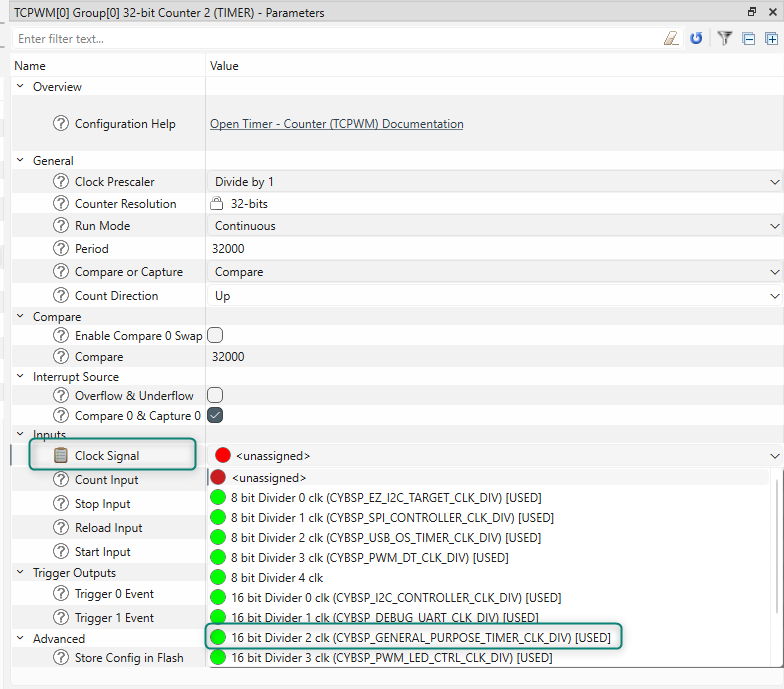 TCPWM[0] Group[0] 32-bit Counter 2 (TIMER) - Parameters
Enter filter text...
Name Value
Overview
Configuration Help Open Timer - Counter (TCPWM) Documentation
General
Clock Prescaler Divide by 1
Counter Resolution 32-bits
Run Mode Continuous
Period 32000
Compare or Capture Compare
Count Direction Up
Compare
Enable Compare 0 Swap
Compare 32000
Interrupt Source
Overflow & Underflow
Compare 0 & Capture 0
Inputs
Clock Signal <unassigned>
Count Input <unassigned>
8 bit Divider 0 clk (CYBSP_EZ_I2C_TARGET_CLK_DIV) [USED]
Stop Input
8 bit Divider 1 clk (CYBSP_SPI_CONTROLLER_CLK_DIV) [USED]
Reload Input
8 bit Divider 2 clk (CYBSP_USB_OS_TIMER_CLK_DIV) [USED]
Start Input
8 bit Divider 3 clk (CYBSP_PWM_DT_CLK_DIV) [USED]
Trigger Outputs
8 bit Divider 4 clk
Trigger 0 Event
16 bit Divider 0 clk (CYBSP_I2C_CONTROLLER_CLK_DIV) [USED]
Trigger 1 Event
16 bit Divider 1 clk (CYBSP_DEBUG_UART_CLK_DIV) [USED]
Advanced
16 bit Divider 2 clk (CYBSP_GENERAL_PURPOSE_TIMER_CLK_DIV) [USED]
Store Config in Flash
16 bit Divider 3 clk (CYBSP_PWM_LED_CTRL_CLK_DIV) [USED]